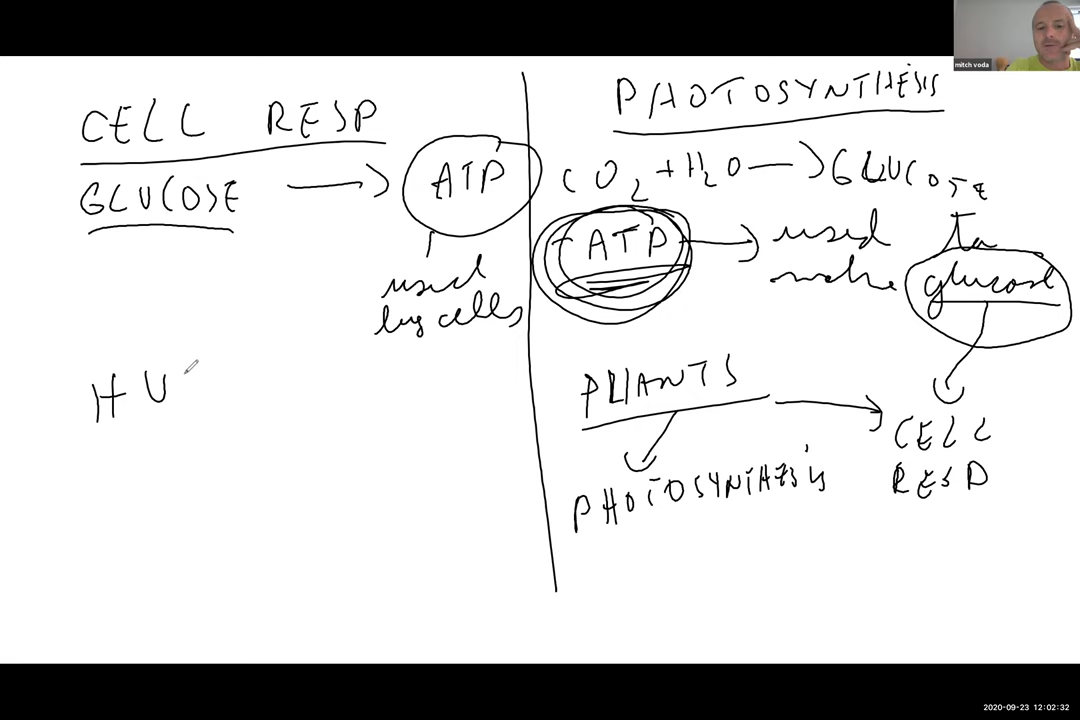 mitch voda
CELL RESP
GLUCOSE → ATP
used
by cells
HU
PHOTOSYNTHESIS
CO2 + H2O → GLUCOSE
ATP → used to
make glucose
PLANTS → CELL
RESP
PHOTOSYNTHESIS
2020-09-23 12:02:32